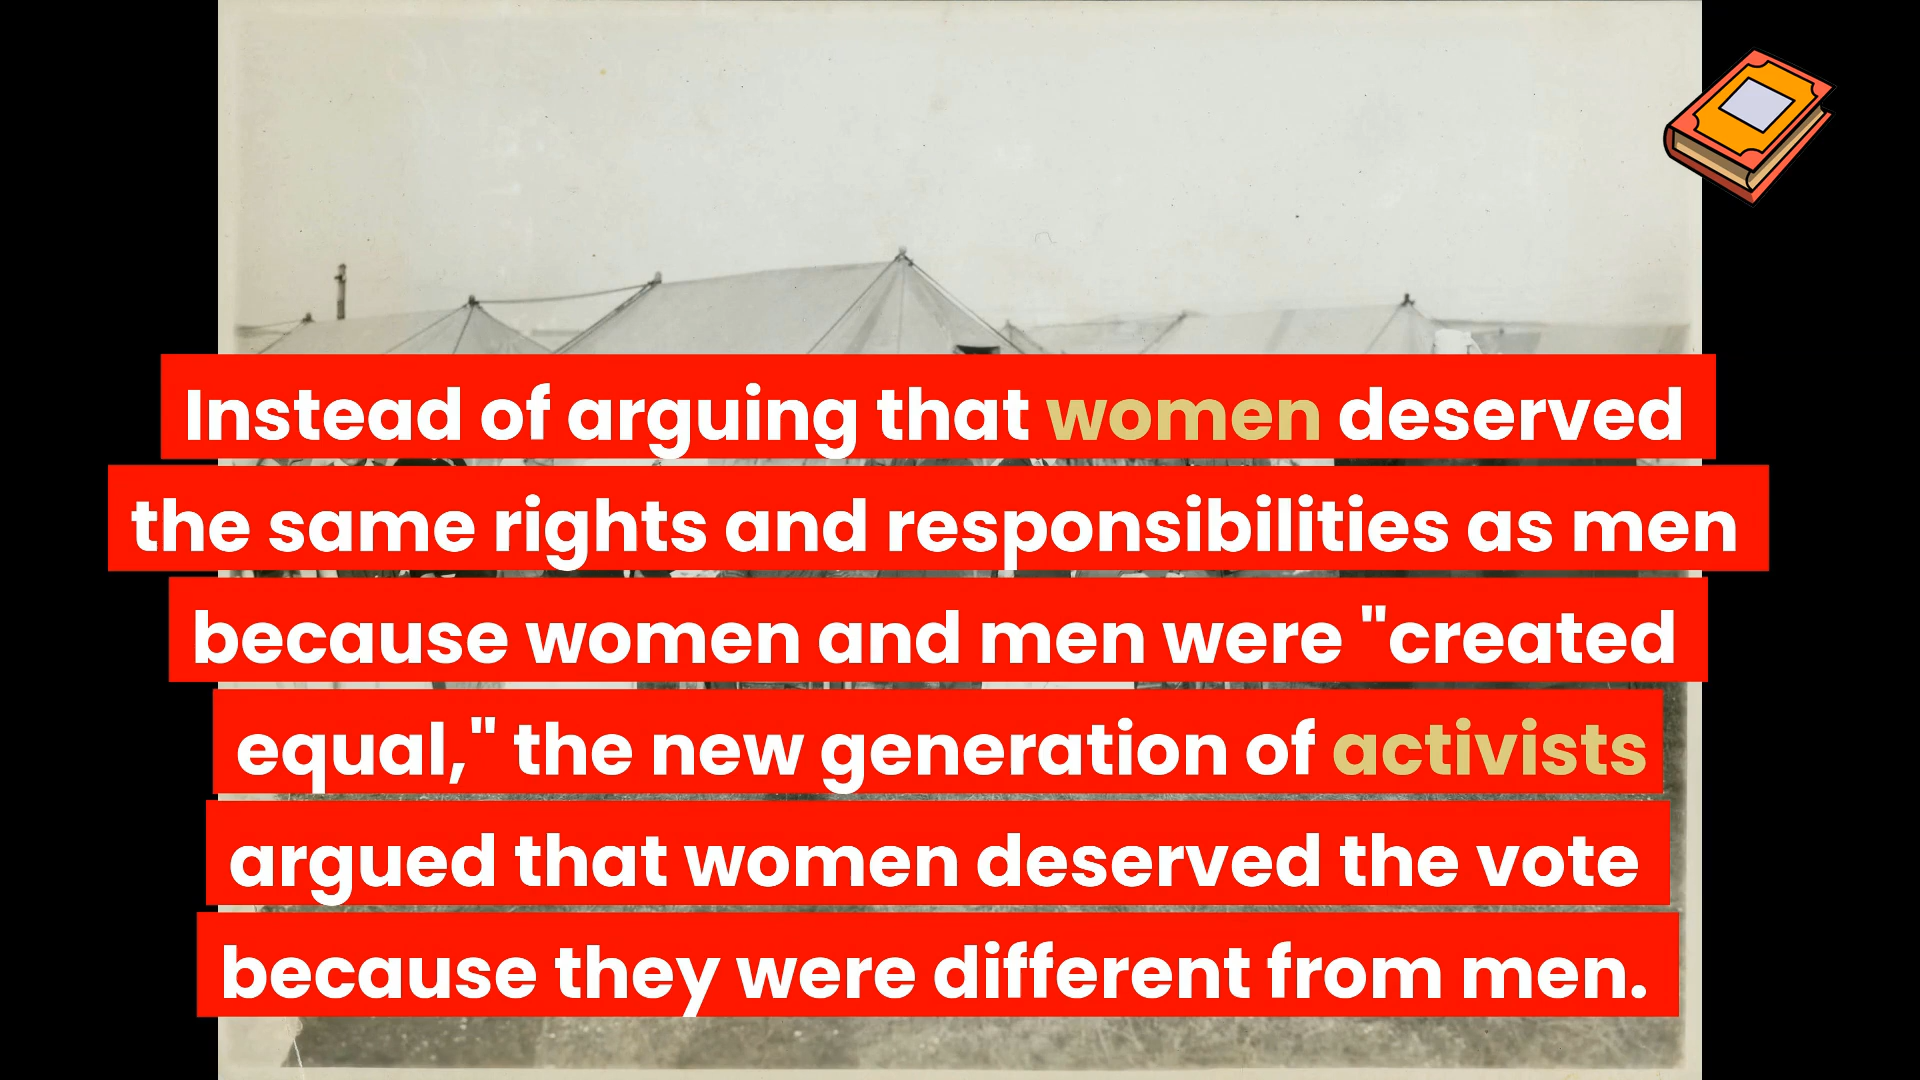 Instead of arguing that women deserved
the same rights and responsibilities as men
because women and men were "created
equal," the new generation of activists
argued that women deserved the vote
because they were different from men.